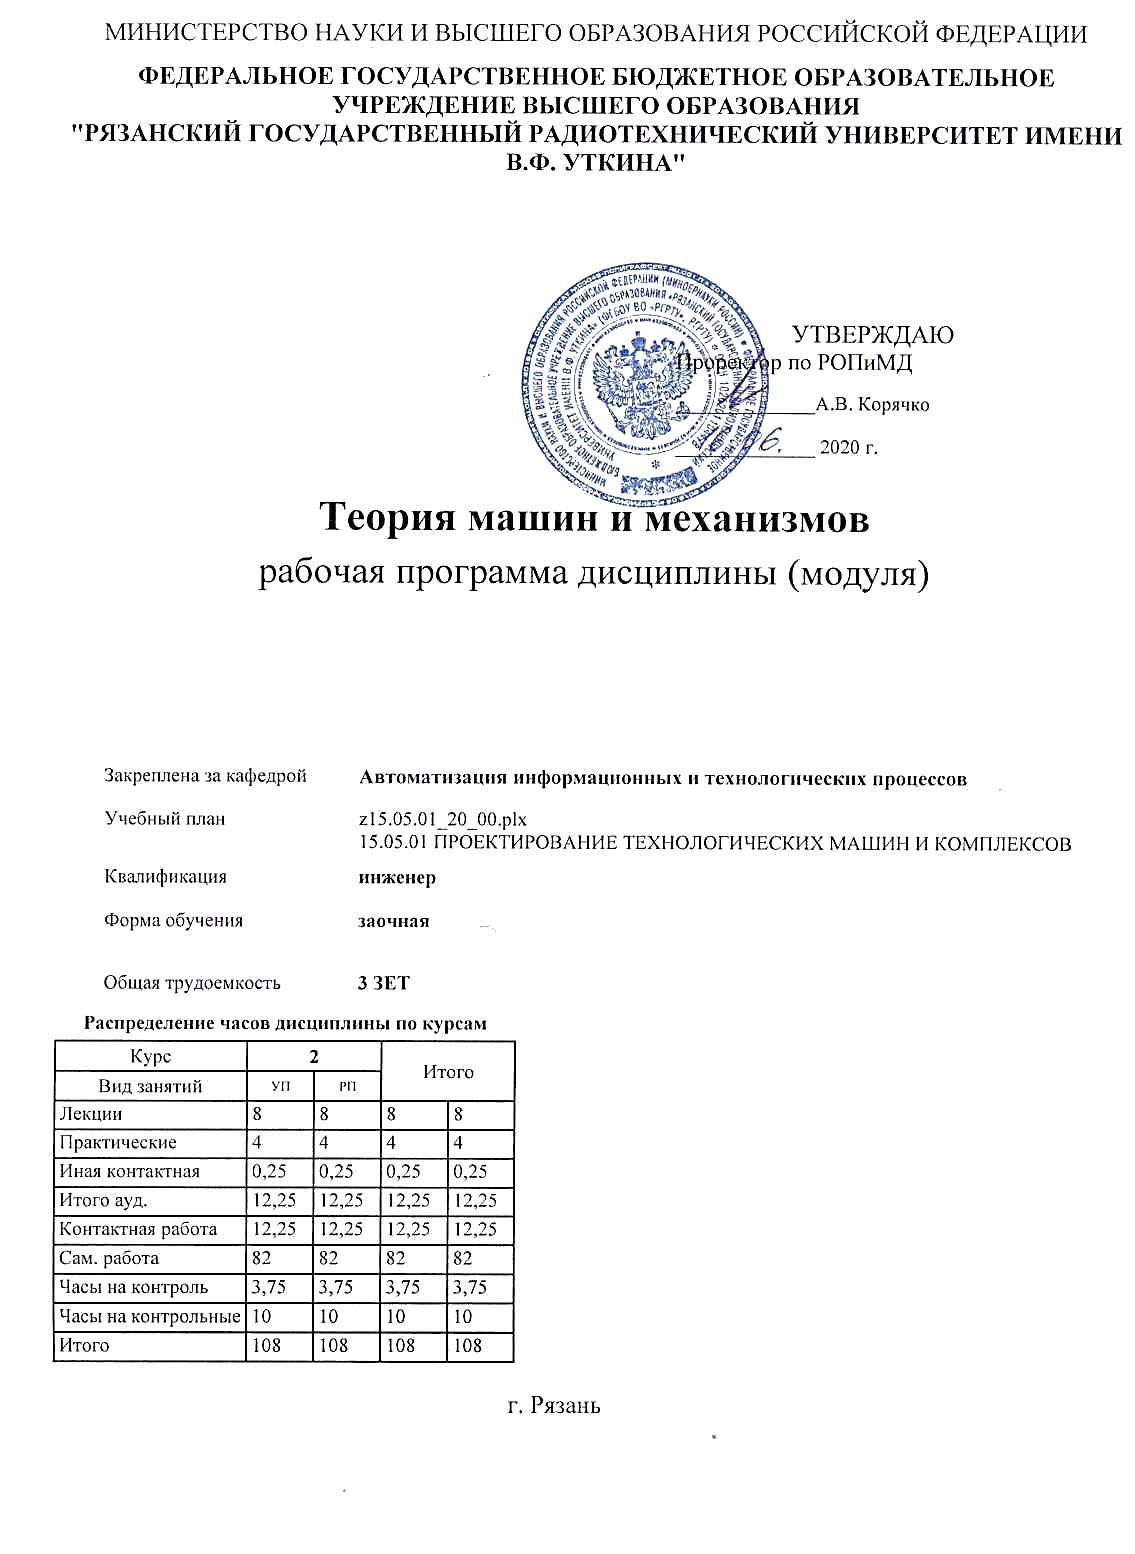 МИНИСТЕРСТВО НАУКИ И ВЫСШЕГО ОБРАЗОВАНИЯ РОССИЙСКОЙ ФЕДЕРАЦИИ
ФЕДЕРАЛЬНОЕ ГОСУДАРСТВЕННОЕ БЮДЖЕТНОЕ ОБРАЗОВАТЕЛЬНОЕ
УЧРЕЖДЕНИЕ ВЫСШЕГО ОБРАЗОВАНИЯ
"РЯЗАНСКИЙ ГОСУДАРСТВЕННЫЙ РАДИОТЕХНИЧЕСКИЙ УНИВЕРСИТЕТ ИМЕНИ
В.Ф. УТКИНА"
УТВЕРЖДАЮ
Проректор по РОПиМД
А.В. Корячко
06. 2020 г.
Теория машин и механизмов
рабочая программа дисциплины (модуля)
Закреплена за кафедрой Автоматизация информационных и технологических процессов
Учебный план z15.05.01_20_00.plx
15.05.01 ПРОЕКТИРОВАНИЕ ТЕХНОЛОГИЧЕСКИХ МАШИН И КОМПЛЕКСОВ
Квалификация инженер
Форма обучения заочная
Общая трудоемкость 3 ЗЕТ
Распределение часов дисциплины по курсам
Курс 2 Итого
Вид занятий УП РП
Лекции 8 8 8 8
Практические 4 4 4 4
Иная контактная 0,25 0,25 0,25 0,25
Итого ауд. 12,25 12,25 12,25 12,25
Контактная работа 12,25 12,25 12,25 12,25
Сам. работа 82 82 82 82
Часы на контроль 3,75 3,75 3,75 3,75
Часы на контрольные 10 10 10 10
Итого 108 108 108 108
г. Рязань